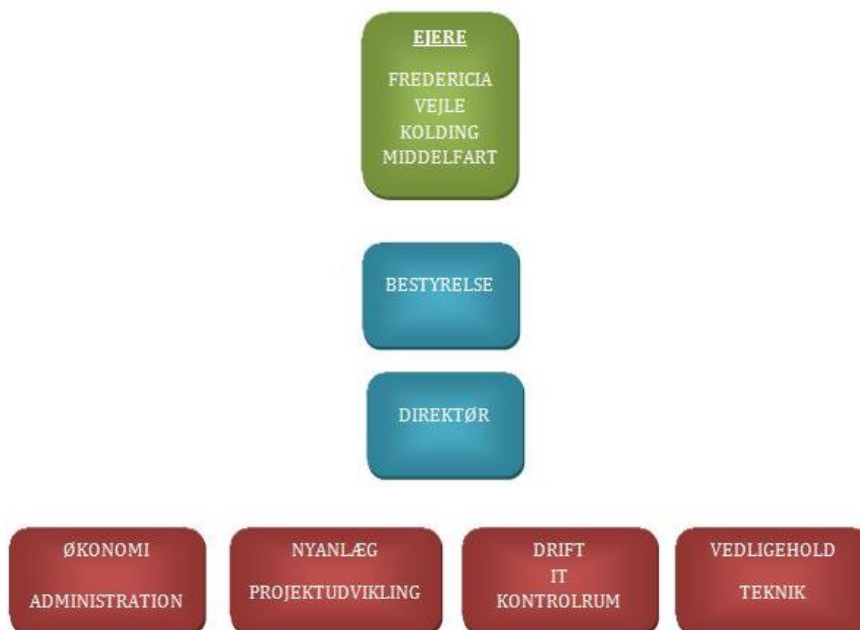 EJERE
FREDERICIA
VEJLE
KOLDING
MIDDELFART
BESTYRELSE
DIREKTØR
ØKONOMI
ADMINISTRATION
NYANLÆG
PROJEKTUDVIKLING
DRIFT
IT
KONTROLRUM
VEDLIGEHOLD
TEKNIK